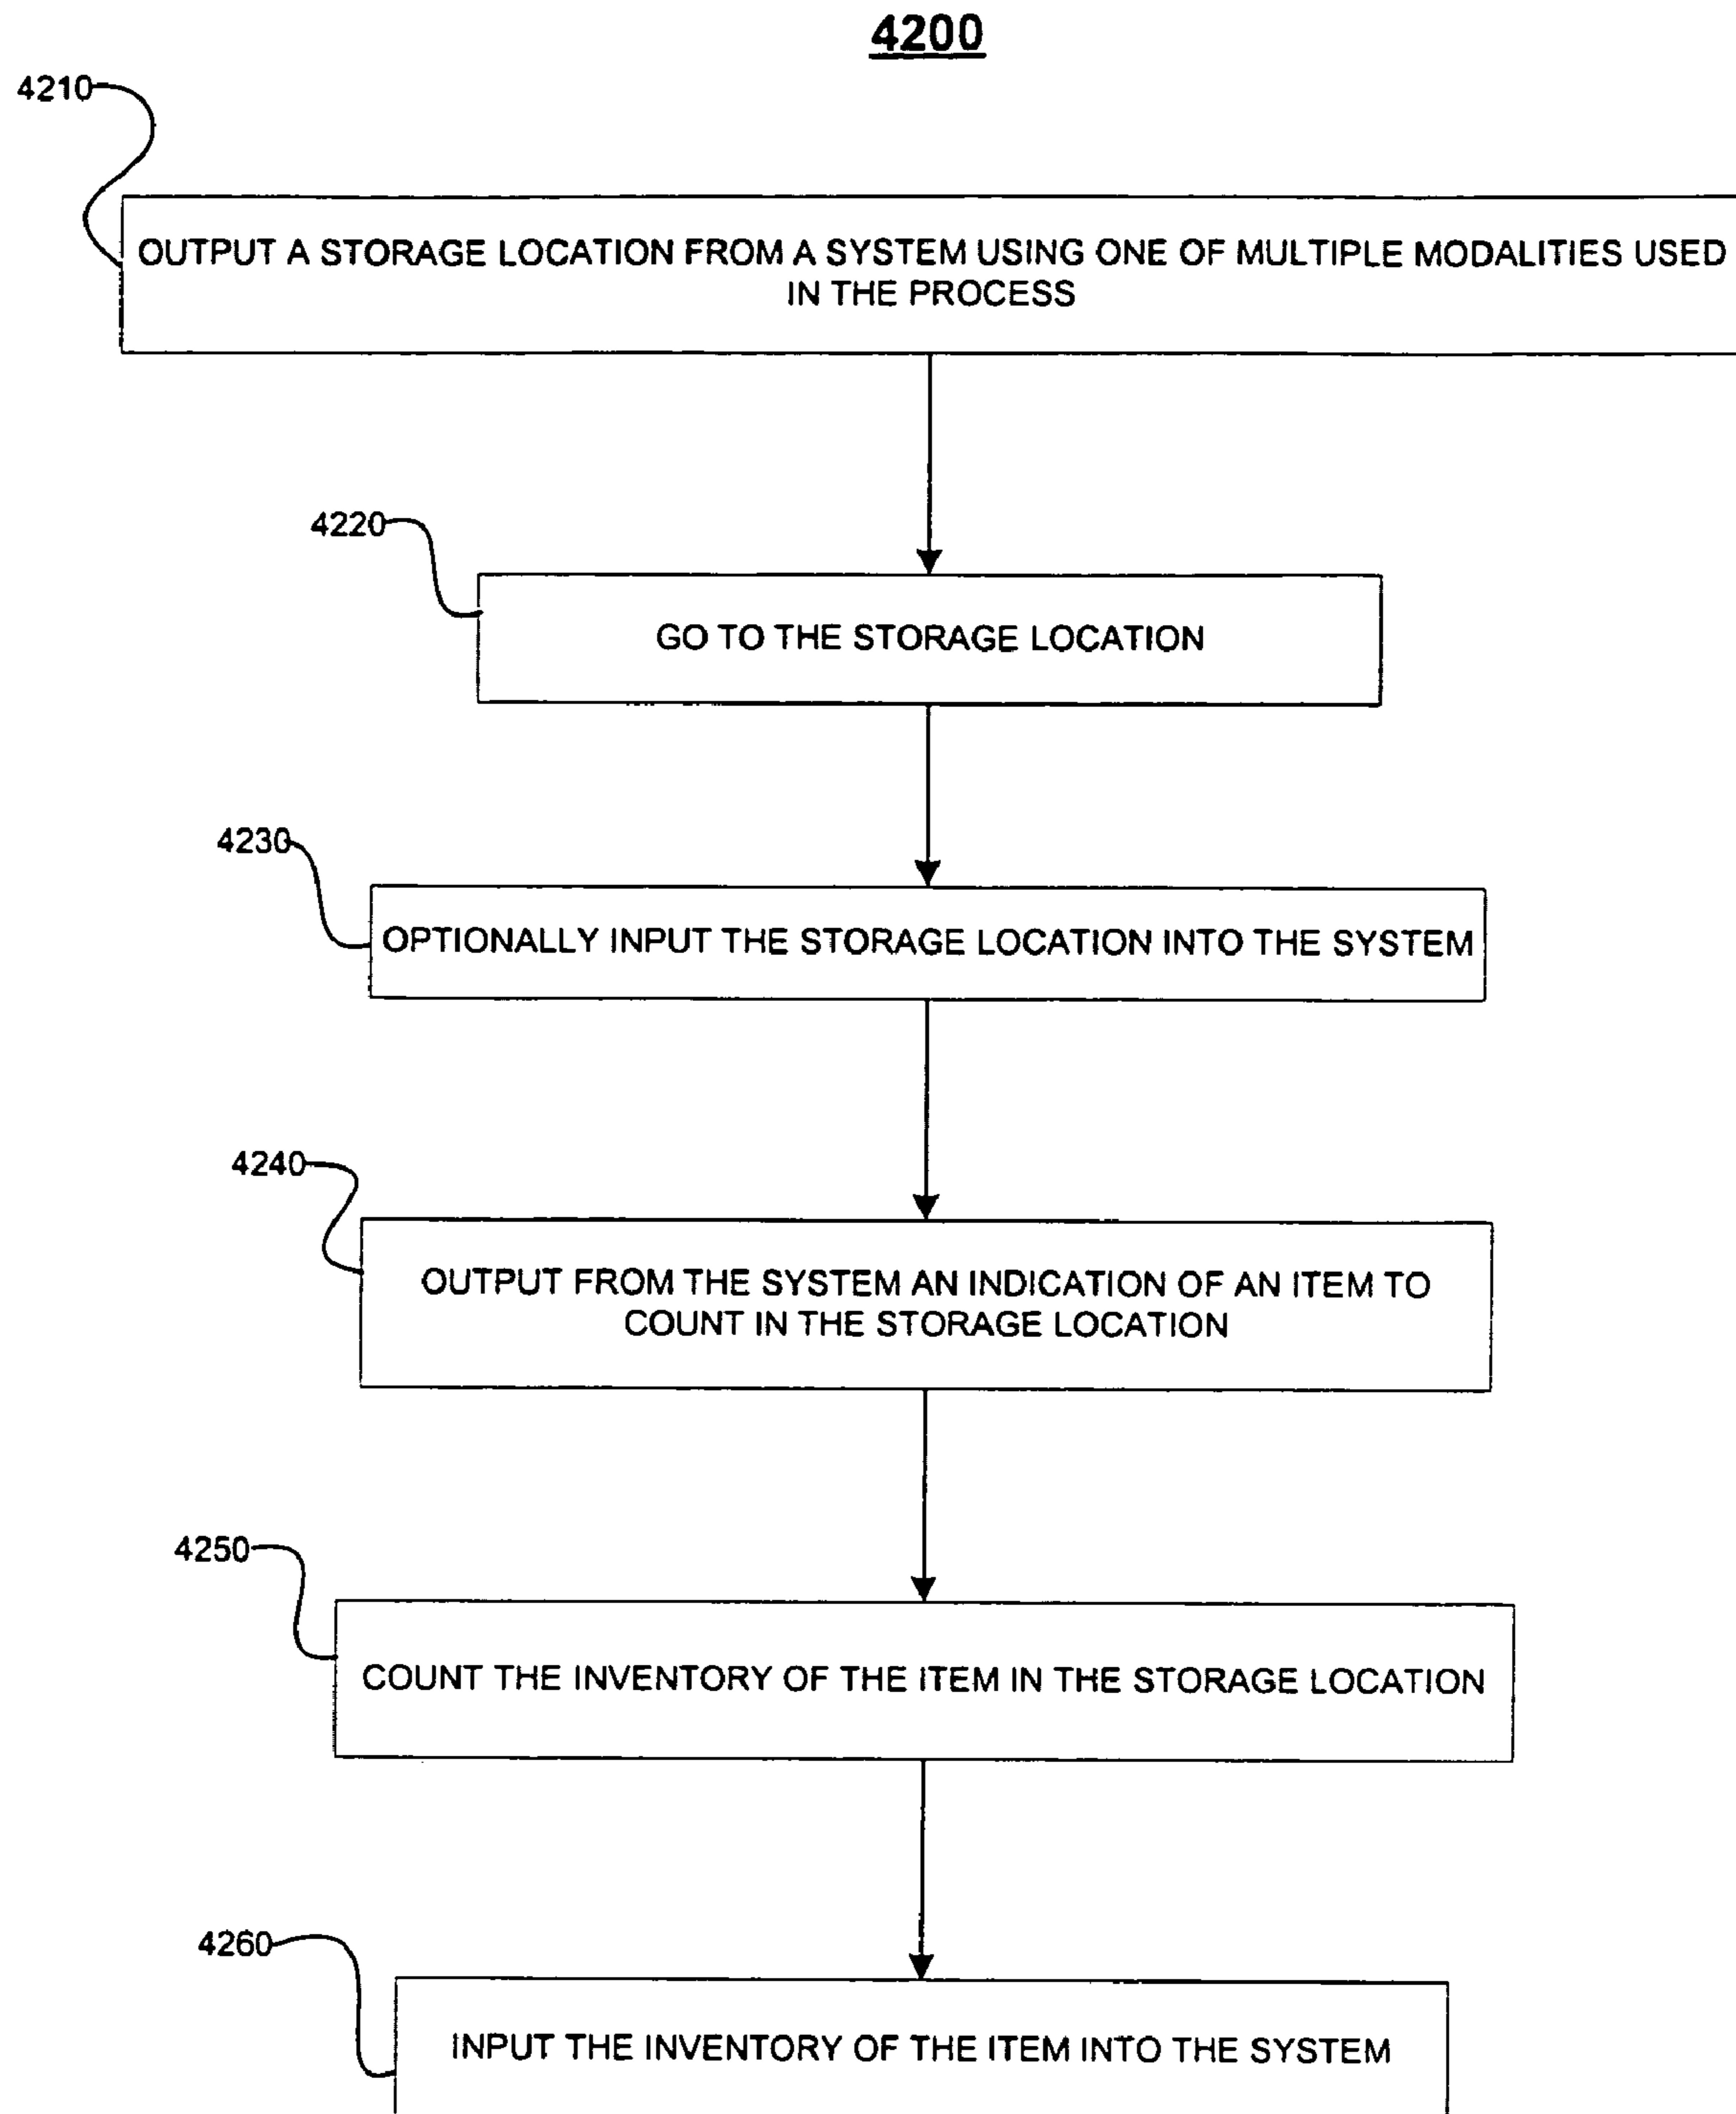 4200
4210
OUTPUT A STORAGE LOCATION FROM A SYSTEM USING ONE OF MULTIPLE MODALITIES USED
IN THE PROCESS
4220
GO TO THE STORAGE LOCATION
4230
OPTIONALLY INPUT THE STORAGE LOCATION INTO THE SYSTEM
4240
OUTPUT FROM THE SYSTEM AN INDICATION OF AN ITEM TO
COUNT IN THE STORAGE LOCATION
4250
COUNT THE INVENTORY OF THE ITEM IN THE STORAGE LOCATION
4260
INPUT THE INVENTORY OF THE ITEM INTO THE SYSTEM